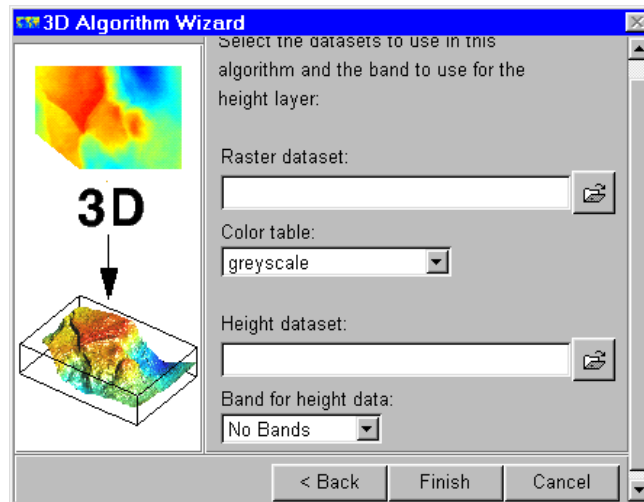 3D Algorithm Wizard
Select the datasets to use in this
algorithm and the band to use for the
height layer:
Raster dataset:
3D
Color table:
greyscale
Height dataset:
Band for height data:
No Bands
< Back
Finish
Cancel